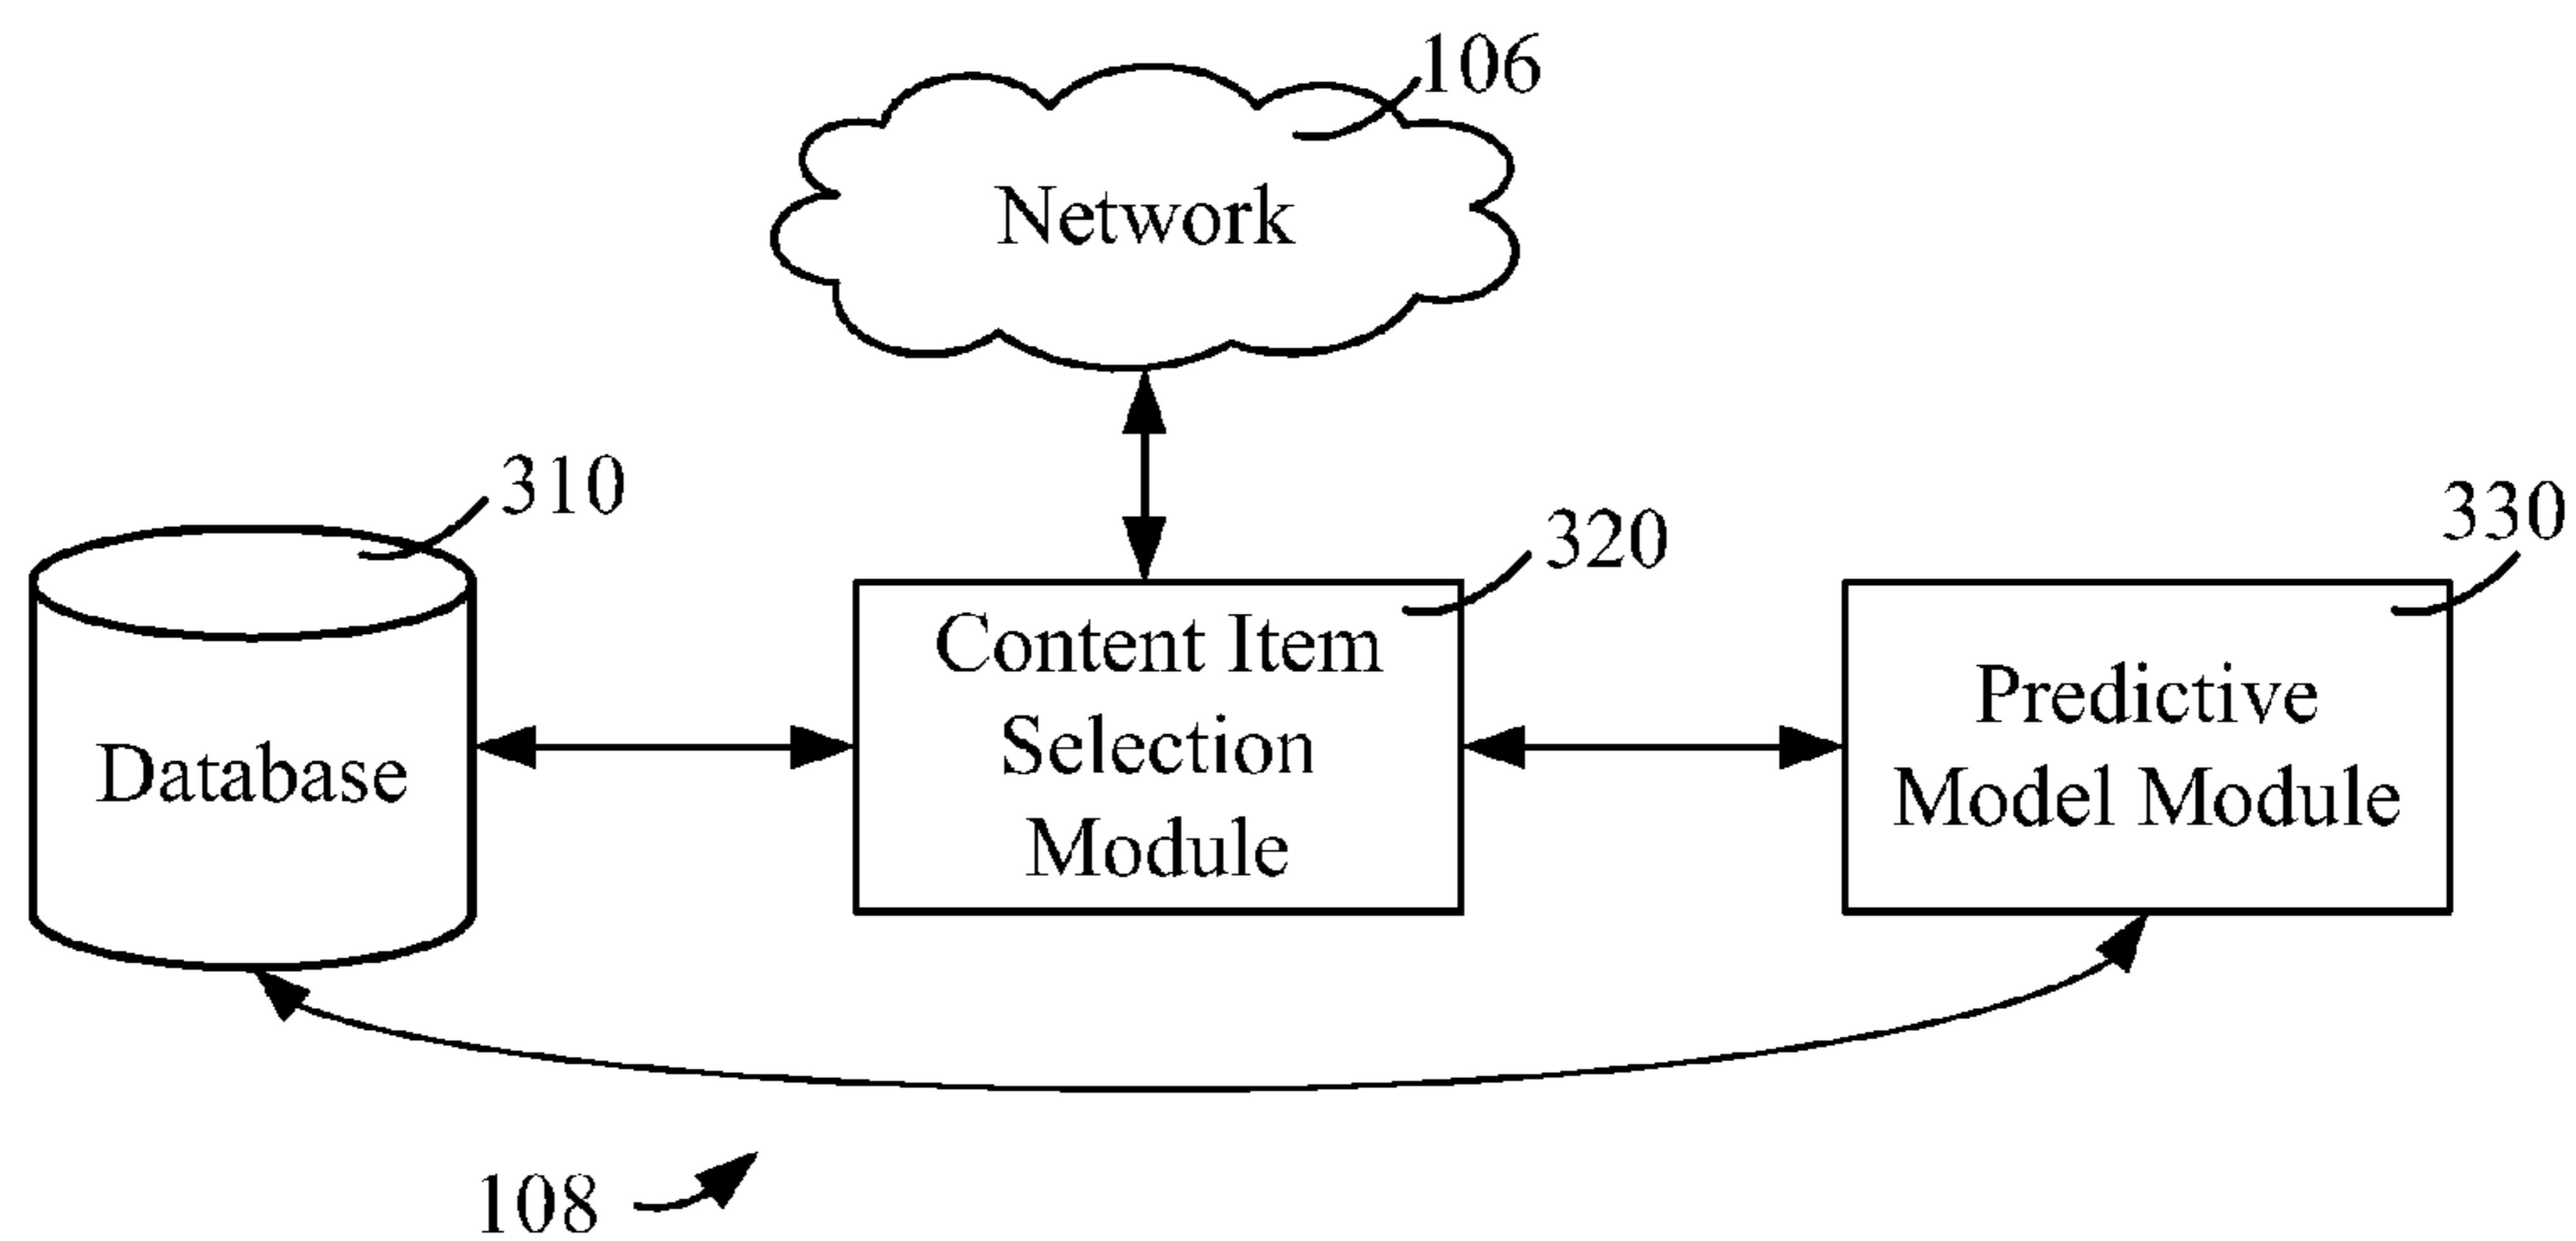 106
Network
310
320
330
Content Item
Selection
Module
Predictive
Model Module
Database
108